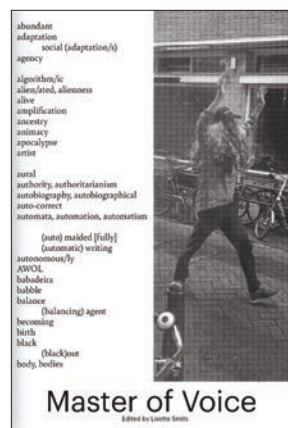 abundant
adaptation
social (adaptation/s)
agency
algorithm/ic
alien/ated, alienness
alive
amplification
ancestry
animacy
apocalypse
artist
aural
authority, authoritarianism
autobiography, autobiographical
auto-correct
automata, automation, automatism
(auto) maided [fully]
(automatic) writing
autonomous/ly
AWOL
babadeira
babble
balance
(balancing) agent
becoming
birth
black
(black)out
body, bodies
Master of Voice
Edited by Lisette Smits